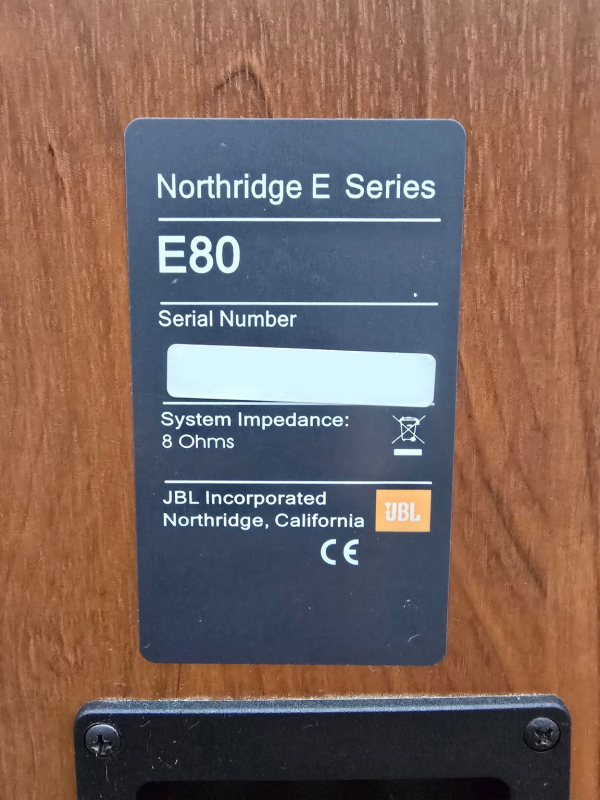 Northridge E Series
E80
Serial Number
System Impedance:
8 Ohms
JBL Incorporated
Northridge, California
JBL
CE